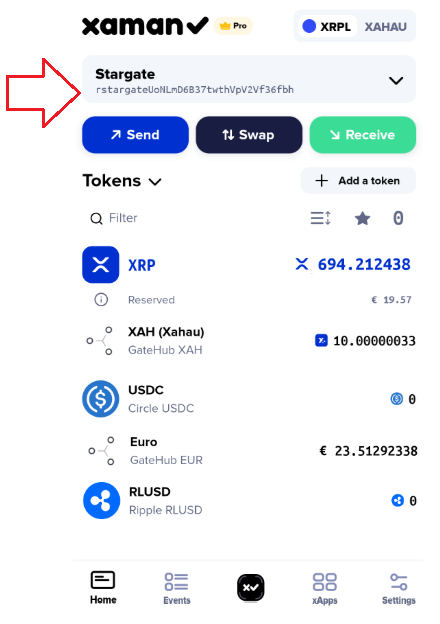 xaman Pro XRPL XAHAU
Stargate
rstargateUoNLmD6B37twthVpV2Vf36fbh
Send Swap Receive
Tokens Add a token
Filter 0
XRP 694.212438
Reserved € 19.57
XAH (Xahau) 10.00000033
GateHub XAH
USDC 0
Circle USDC
Euro € 23.51292338
GateHub EUR
RLUSD 0
Ripple RLUSD
Home Events xApps Settings